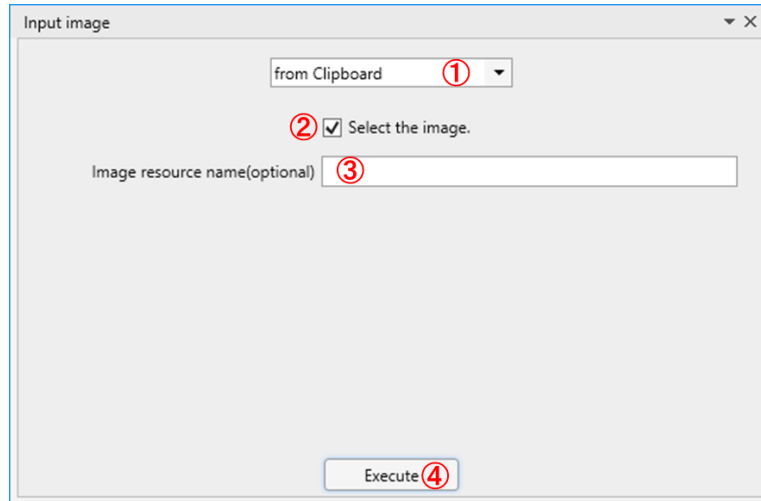 Input image
from Clipboard ①
② Select the image.
Image resource name(optional) ③
Execute ④